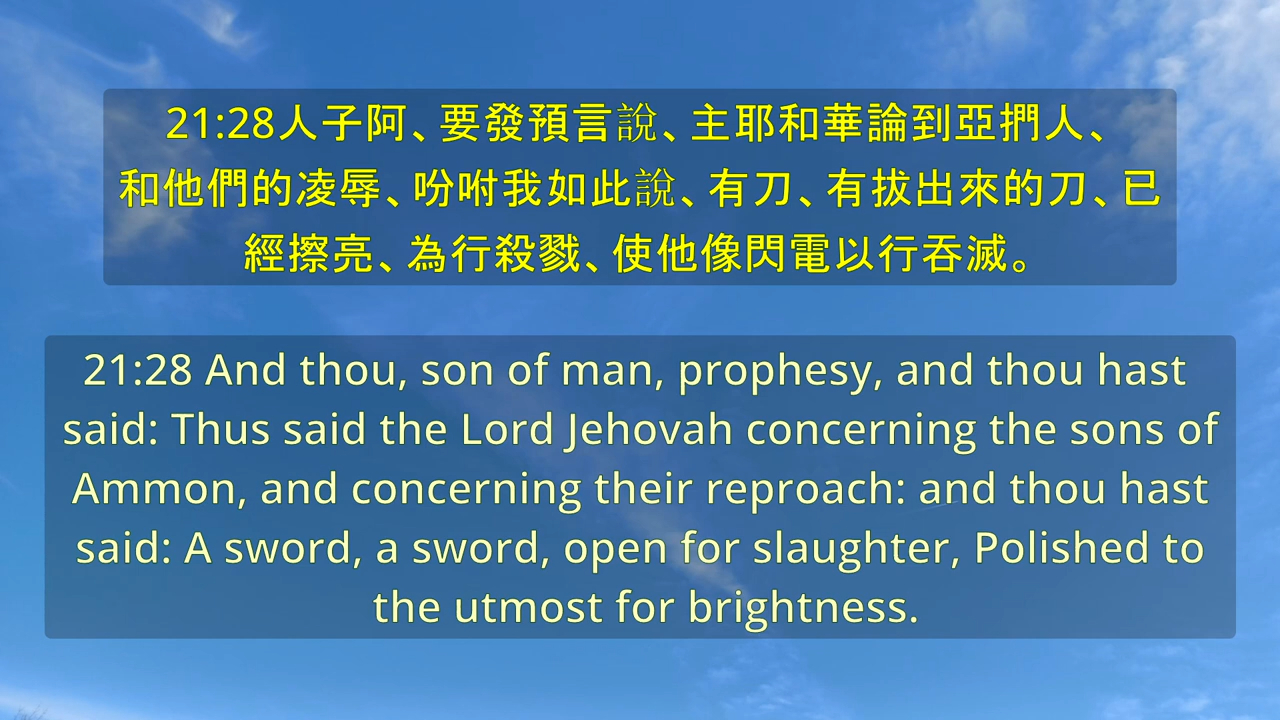 21:28人子阿、要發預言說、主耶和華論到亞捫人、
和他們的凌辱、吩咐我如此說、有刀、有拔出來的刀、已
經擦亮、為行殺戮、使他像閃電以行吞滅。
21:28 And thou, son of man, prophesy, and thou hast
said: Thus said the Lord Jehovah concerning the sons of
Ammon, and concerning their reproach: and thou hast
said: A sword, a sword, open for slaughter, Polished to
the utmost for brightness.